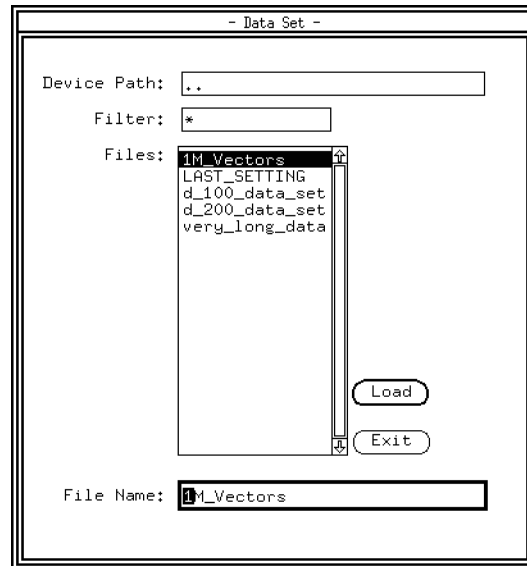 - Data Set -
Device Path: ..
Filter: *
Files: 1M_Vectors
LAST_SETTING
d_100_data_set
d_200_data_set
very_long_data
Load
Exit
File Name: 1M_Vectors